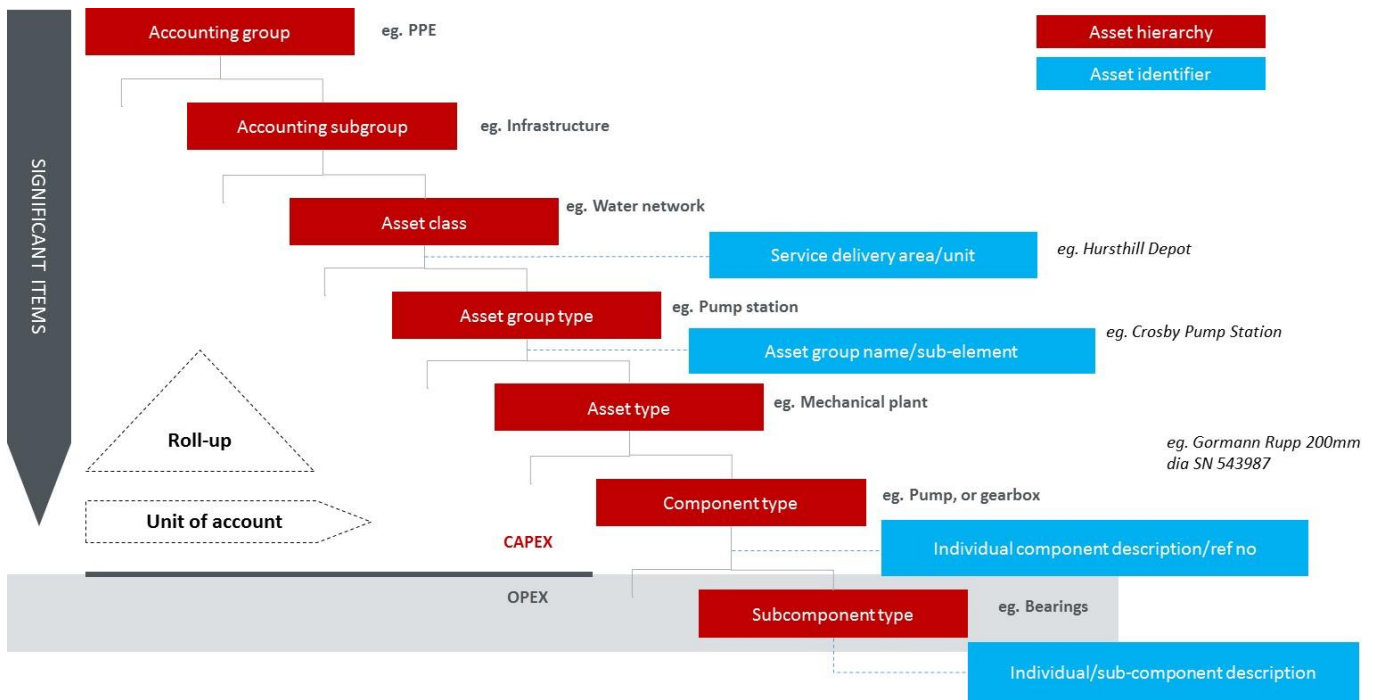 Accounting group
eg. PPE
Asset hierarchy
Asset identifier
Accounting subgroup
eg. Infrastructure
SIGNIFICANT ITEMS
Asset class
eg. Water network
Service delivery area/unit
eg. Hursthill Depot
Asset group type
eg. Pump station
Asset group name/sub-element
eg. Crosby Pump Station
Asset type
eg. Mechanical plant
Roll-up
eg. Gormann Rupp 200mm
dia SN 543987
Component type
eg. Pump, or gearbox
Unit of account
CAPEX
Individual component description/ref no
OPEX
Subcomponent type
eg. Bearings
Individual/sub-component description